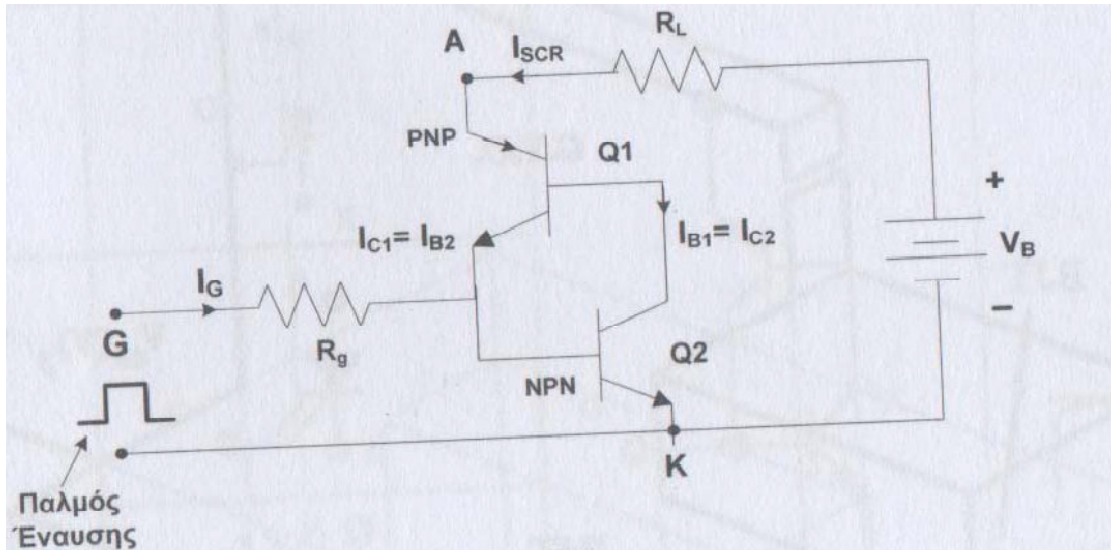 R_L
A
I_SCR
PNP
Q1
+
I_C1= I_B2
I_B1= I_C2
V_B
I_G
−
G
R_g
Q2
NPN
K
Παλμός
Έναυσης